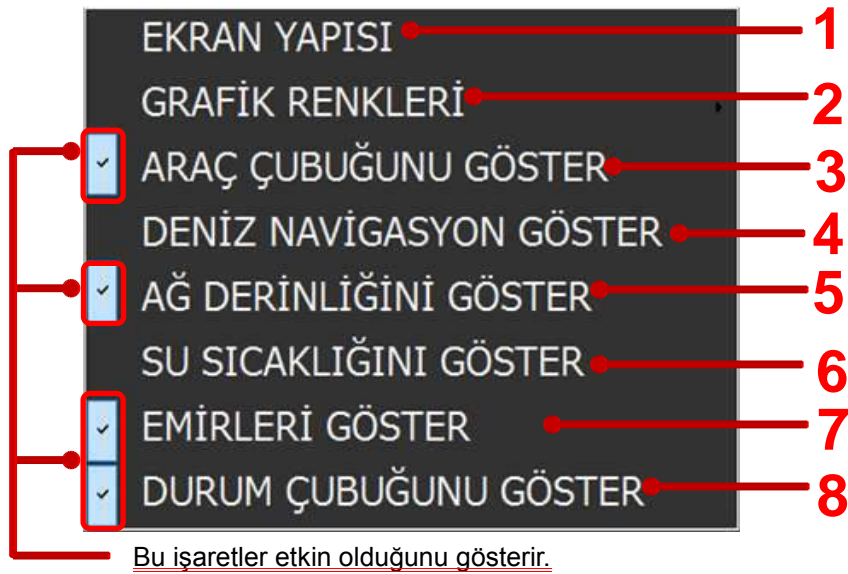 EKRAN YAPISI 1
GRAFİK RENKLERİ 2
ARAÇ ÇUBUĞUNU GÖSTER 3
DENİZ NAVİGASYON GÖSTER 4
AĞ DERİNLİĞİNİ GÖSTER 5
SU SICAKLIĞINI GÖSTER 6
EMİRLERİ GÖSTER 7
DURUM ÇUBUĞUNU GÖSTER 8
Bu işaretler etkin olduğunu gösterir.